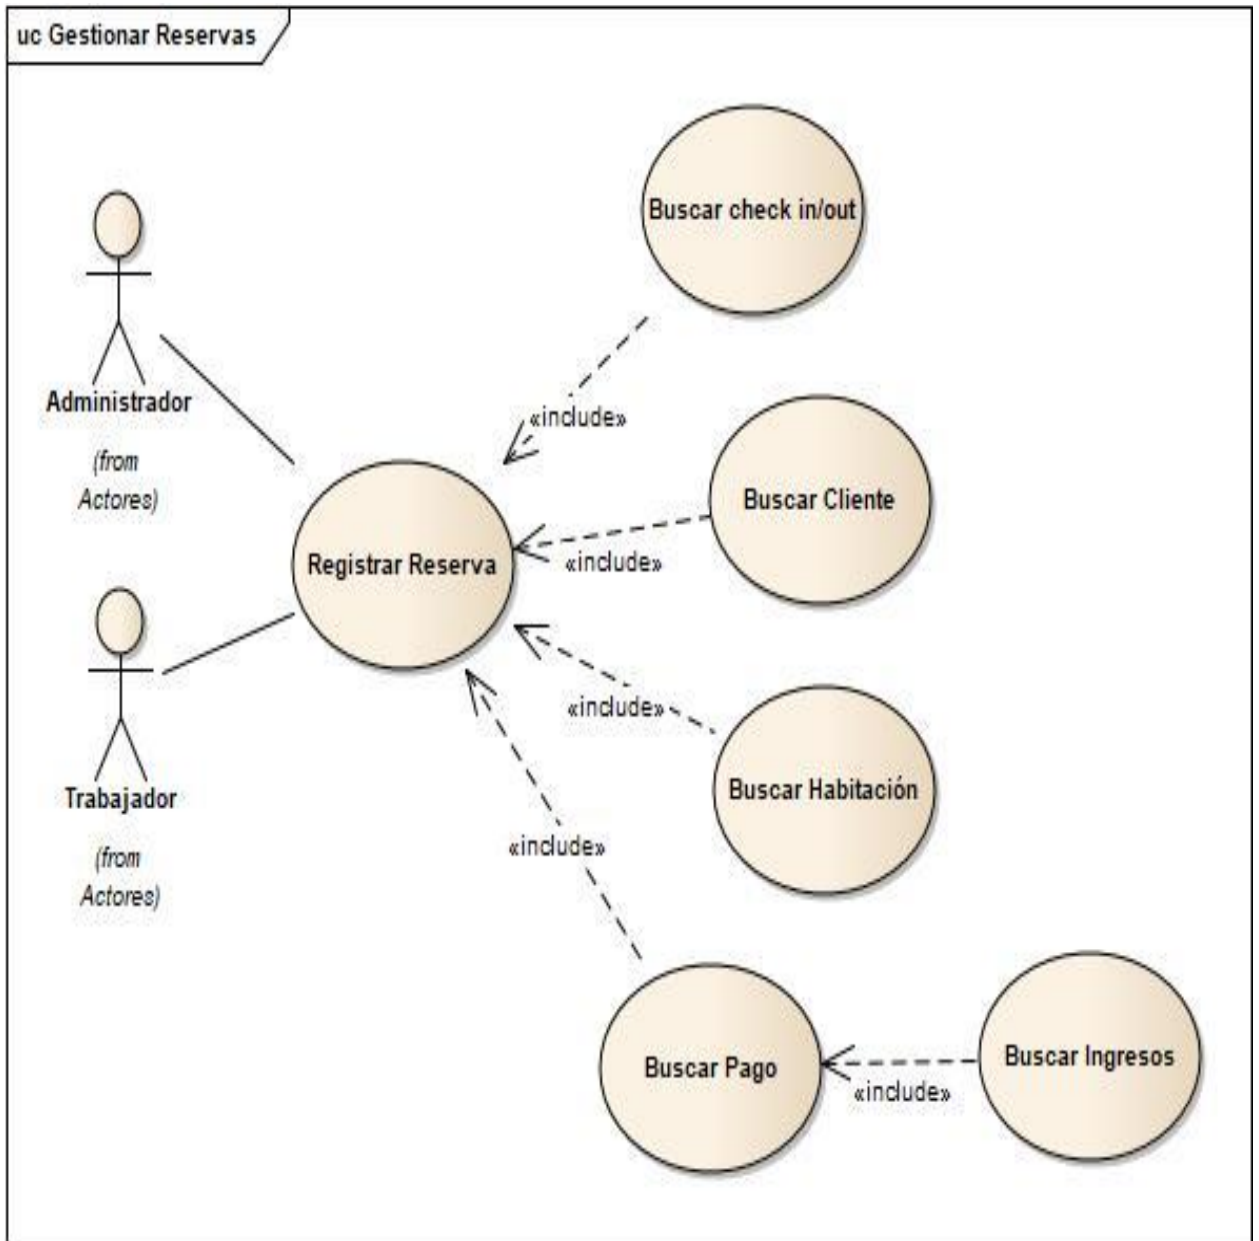 uc Gestionar Reservas
Buscar check in/out
Administrador
(from
Actores)
«include»
Buscar Cliente
Registrar Reserva
«include»
«include»
Buscar Habitación
Trabajador
(from
Actores)
«include»
Buscar Pago
Buscar Ingresos
«include»